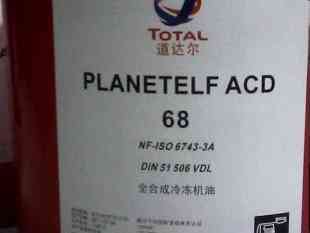 TOTAL
道达尔
PLANETELF ACD
68
NF-ISO 6743-3A
DIN 51 506 VDL
全合成冷冻机油